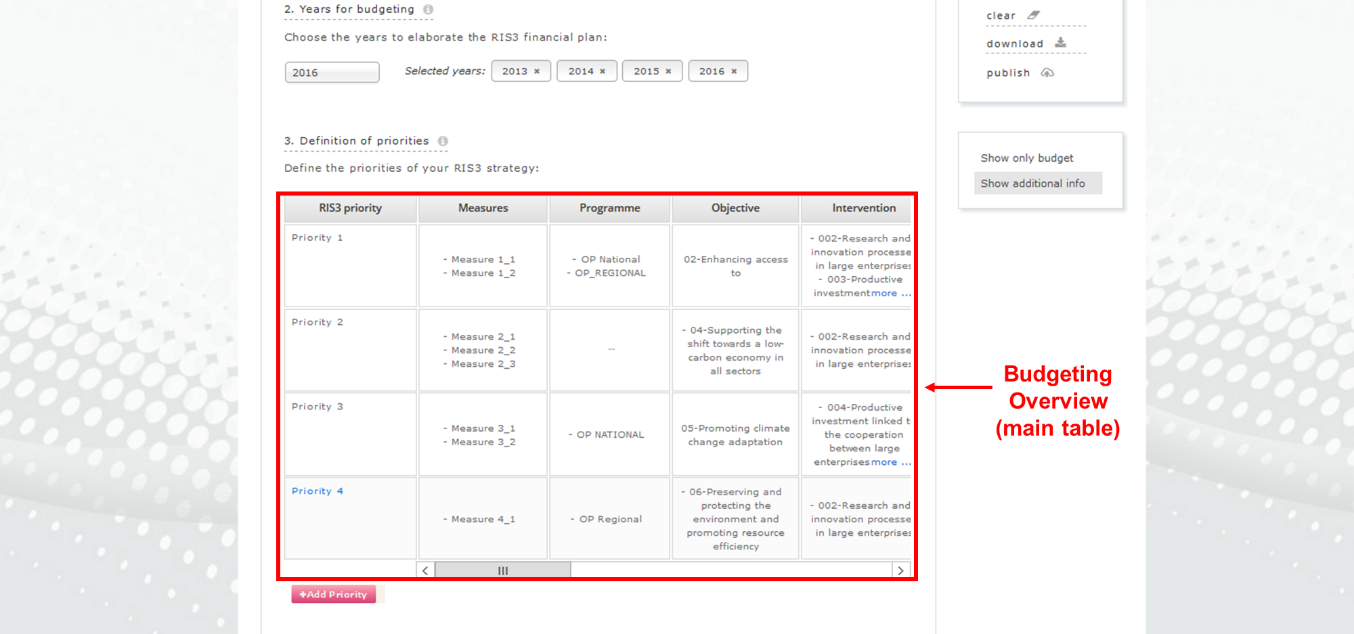 2. Years for budgeting
Choose the years to elaborate the RIS3 financial plan:
2016
Selected years: 2013 × 2014 × 2015 × 2016 ×
3. Definition of priorities
Define the priorities of your RIS3 strategy:
RIS3 priority Measures Programme Objective Intervention
Priority 1
- Measure 1_1
- Measure 1_2
- OP National
- OP_REGIONAL
02-Enhancing access
to
- 002-Research and
innovation processe
in large enterprises
- 003-Productive
investmentmore ...
Priority 2
- Measure 2_1
- Measure 2_2
- Measure 2_3
--
- 04-Supporting the
shift towards a low-
carbon economy in
all sectors
- 002-Research and
innovation processe
in large enterprises
Priority 3
- Measure 3_1
- Measure 3_2
- OP NATIONAL
05-Promoting climate
change adaptation
- 004-Productive
investment linked t
the cooperation
between large
enterprisesmore ...
Priority 4
- Measure 4_1
- OP Regional
- 06-Preserving and
protecting the
environment and
promoting resource
efficiency
- 002-Research and
innovation processe
in large enterprises
+Add Priority
clear
download
publish
Show only budget
Show additional info
Budgeting
Overview
(main table)